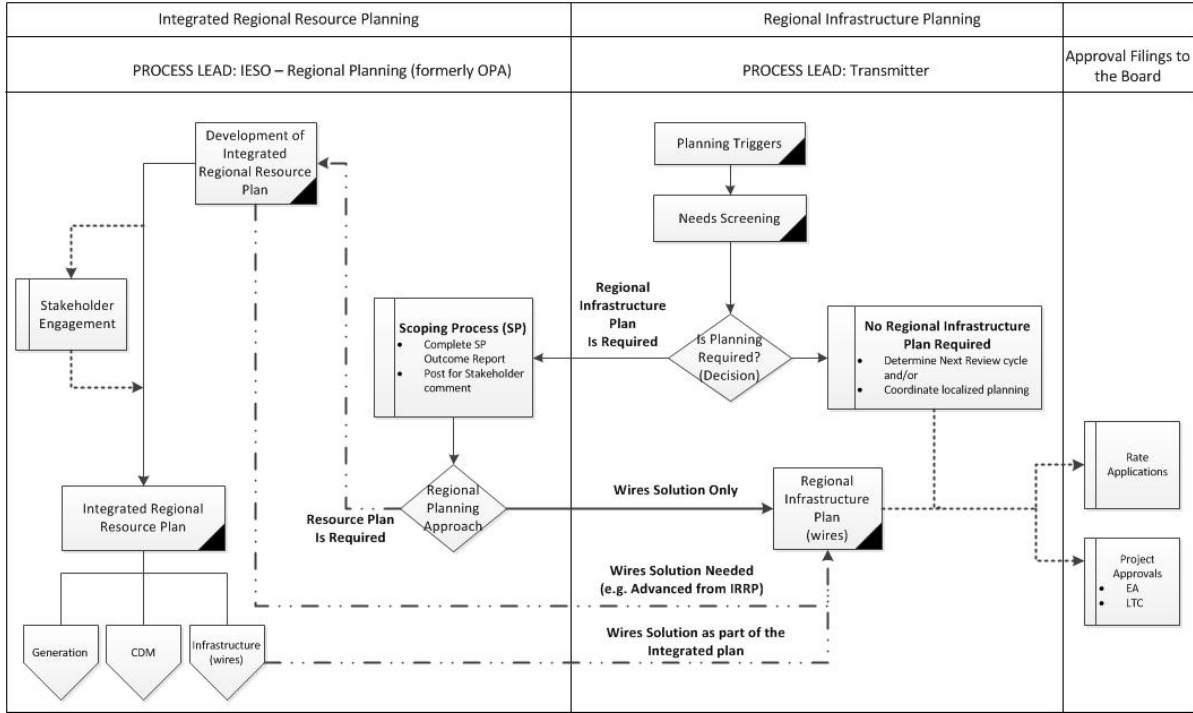 Integrated Regional Resource Planning
Regional Infrastructure Planning
PROCESS LEAD: IESO – Regional Planning (formerly OPA)
PROCESS LEAD: Transmitter
Approval Filings to
the Board
Development of
Integrated
Regional Resource
Plan
Planning Triggers
Needs Screening
Stakeholder
Engagement
Scoping Process (SP)
• Complete SP
Outcome Report
• Post for Stakeholder
comment
Regional
Infrastructure
Plan
Is Required
Is Planning
Required?
(Decision)
No Regional Infrastructure
Plan Required
• Determine Next Review cycle
and/or
• Coordinate localized planning
Integrated Regional
Resource Plan
Resource Plan
Is Required
Regional
Planning
Approach
Wires Solution Only
Regional
Infrastructure
Plan
(wires)
Rate
Applications
Project
Approvals
• EA
• LTC
Wires Solution Needed
(e.g. Advanced from IRRP)
Generation
CDM
Infrastructure
(wires)
Wires Solution as part of the
Integrated plan